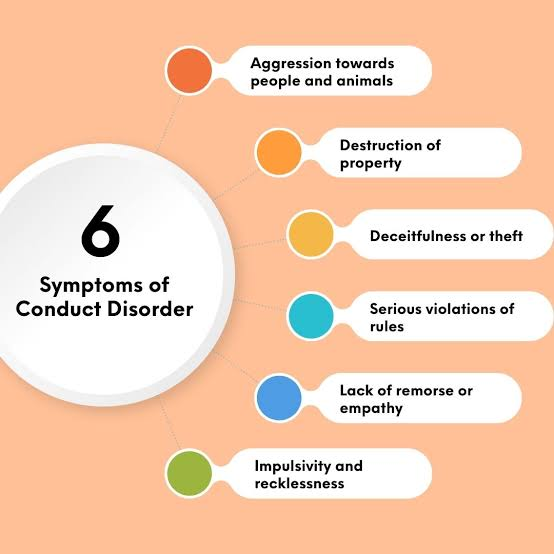 6
Symptoms of
Conduct Disorder
Aggression towards
people and animals
Destruction of
property
Deceitfulness or theft
Serious violations of
rules
Lack of remorse or
empathy
Impulsivity and
recklessness